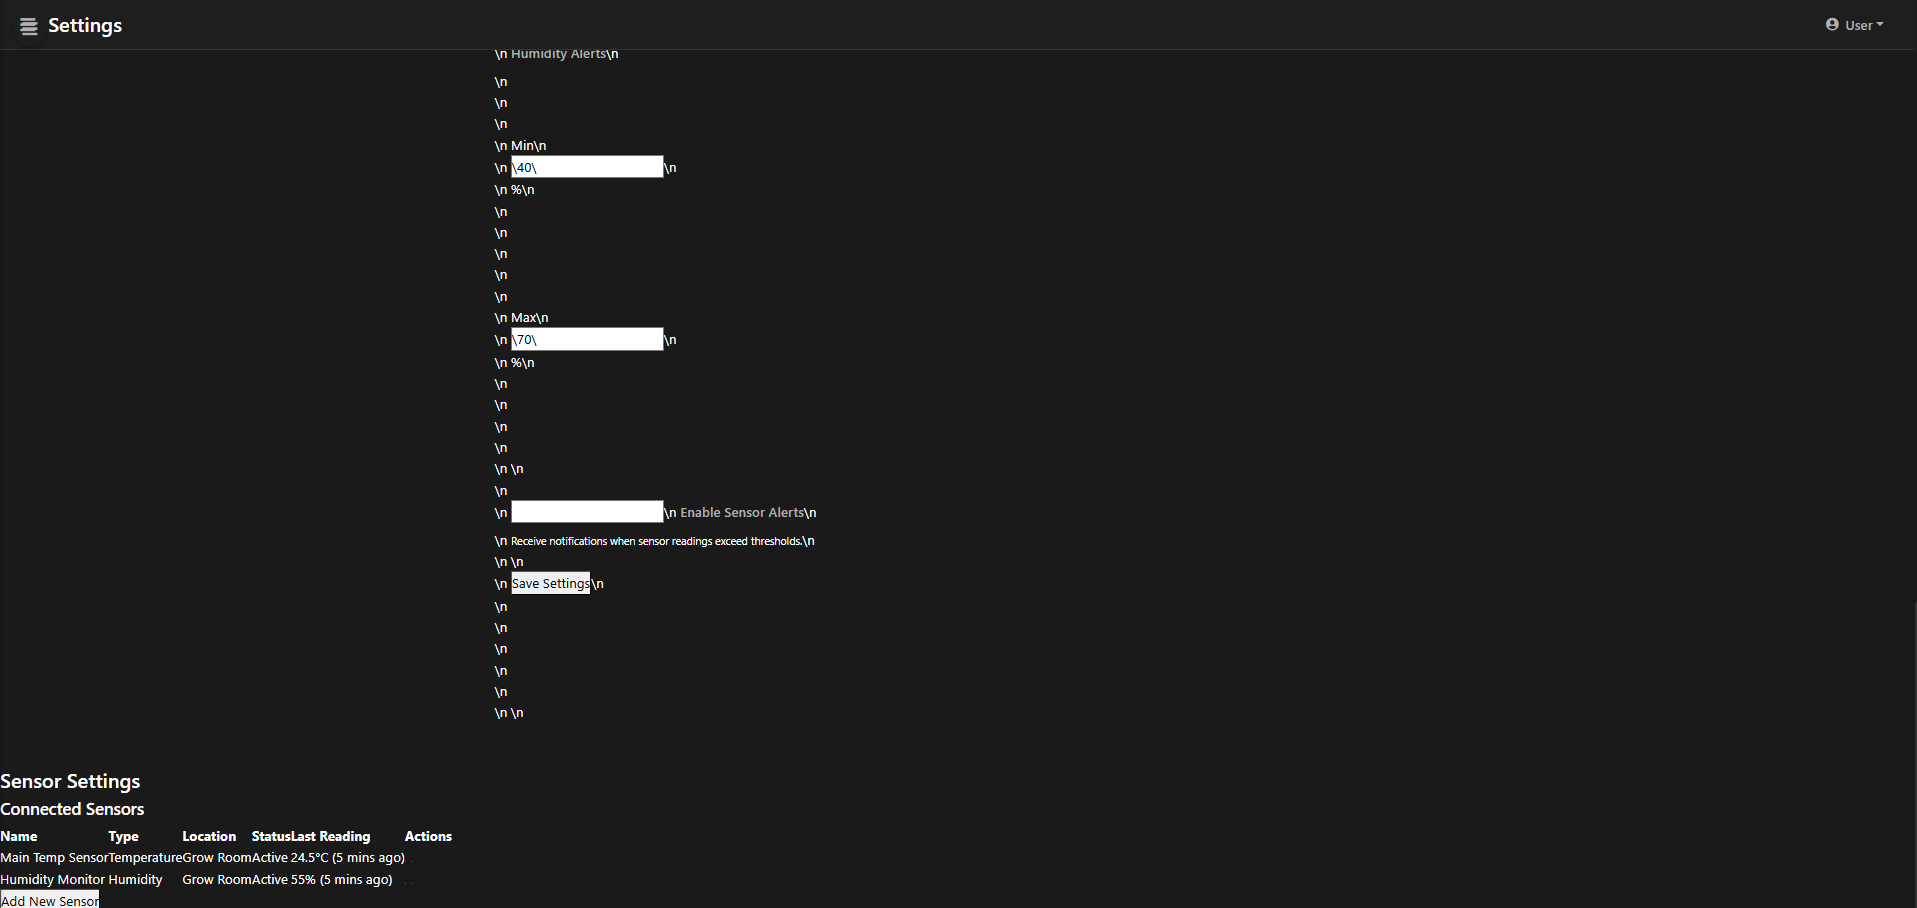 Settings
User
\n Humidity Alerts\n
\n
\n
\n
\n Min\n
\n \40\ \n
\n %\n
\n
\n
\n
\n
\n
\n Max\n
\n \70\ \n
\n %\n
\n
\n
\n
\n
\n \n
\n
\n \n Enable Sensor Alerts\n
\n Receive notifications when sensor readings exceed thresholds.\n
\n \n
\n Save Settings\n
\n
\n
\n
\n
\n
\n \n
Sensor Settings
Connected Sensors
Name Type Location Status Last Reading Actions
Main Temp Sensor Temperature Grow Room Active 24.5°C (5 mins ago)
Humidity Monitor Humidity Grow Room Active 55% (5 mins ago)
Add New Sensor